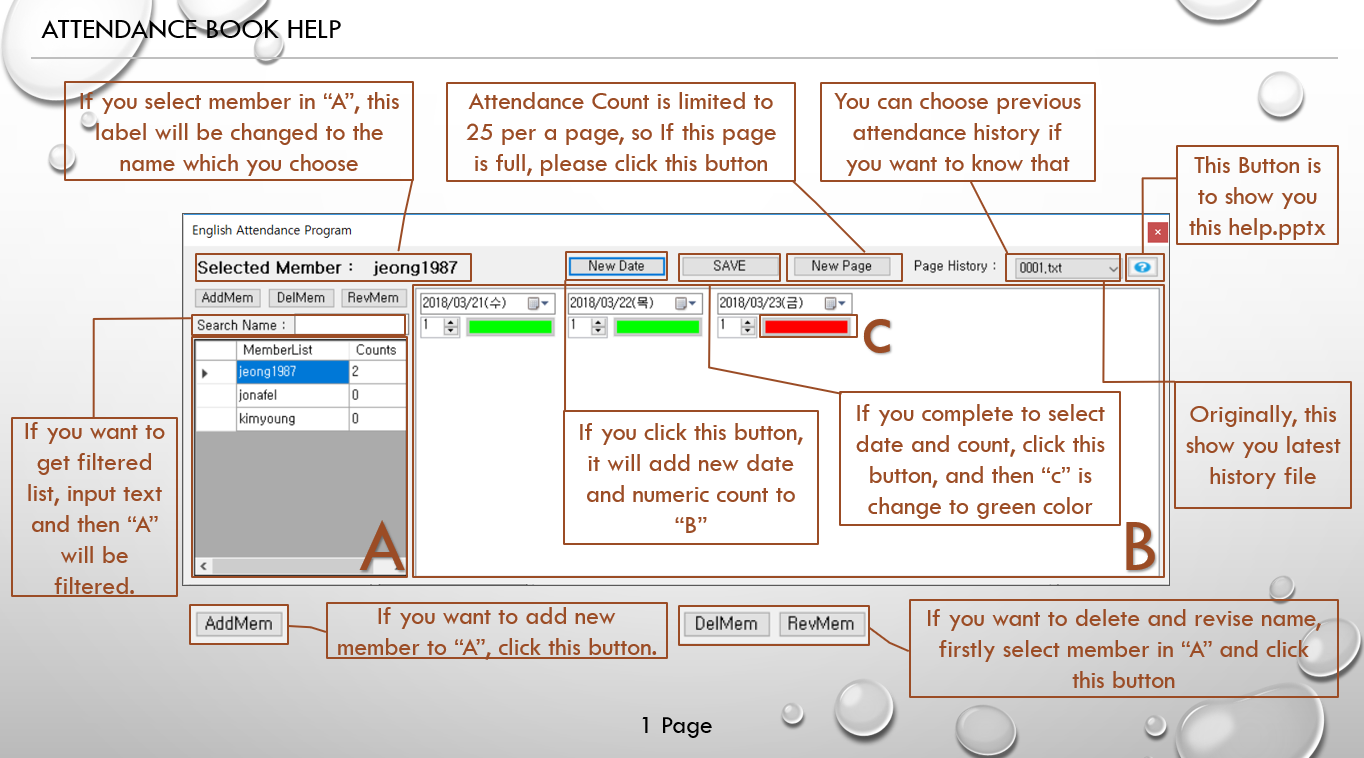 ATTENDANCE BOOK HELP
If you select member in “A”, this
label will be changed to the
name which you choose
Attendance Count is limited to
25 per a page, so If this page
is full, please click this button
You can choose previous
attendance history if
you want to know that
This Button is
to show you
this help.pptx
English Attendance Program
×
Selected Member : jeong1987
New Date
SAVE
New Page
Page History :
0001.txt
?
AddMem
DelMem
RevMem
Search Name :
MemberList Counts
jeong1987 2
jonafel 0
kimyoung 0
A
2018/03/21(수)
2018/03/22(목)
2018/03/23(금)
1
1
1
C
B
If you want to
get filtered
list, input text
and then “A”
will be
filtered.
If you click this button,
it will add new date
and numeric count to
“B”
If you complete to select
date and count, click this
button, and then “c” is
change to green color
Originally, this
show you latest
history file
AddMem
If you want to add new
member to “A”, click this button.
DelMem
RevMem
If you want to delete and revise name,
firstly select member in “A” and click
this button
1 Page